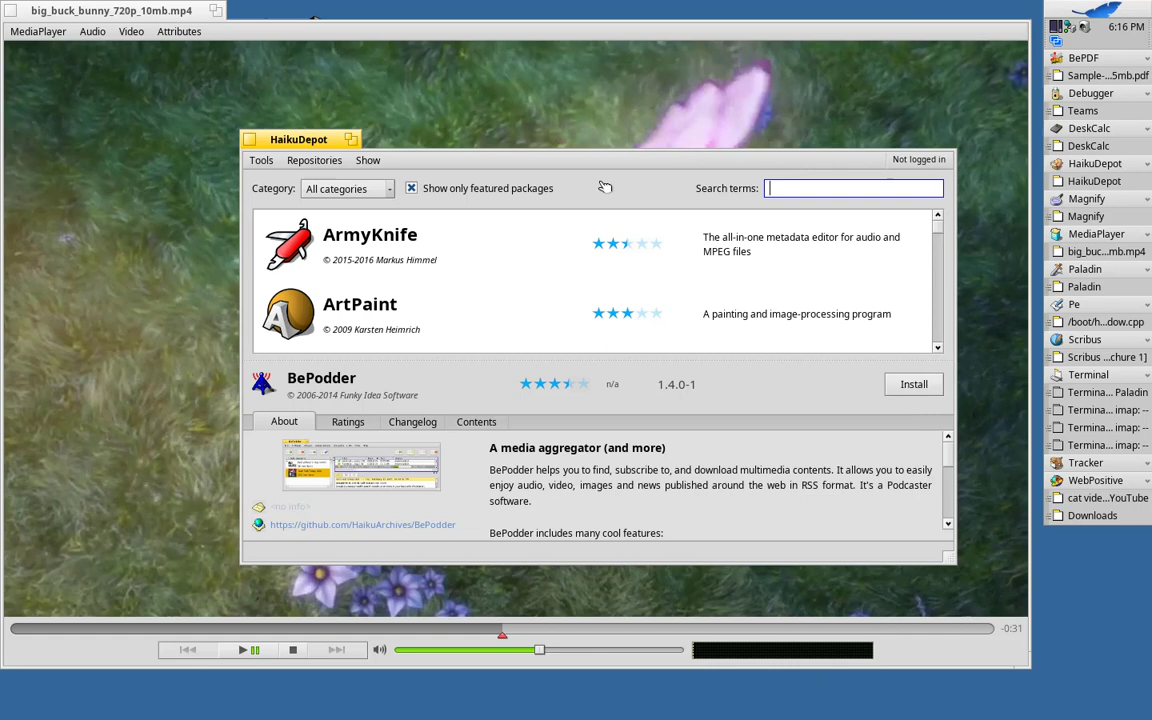 big_buck_bunny_720p_10mb.mp4
MediaPlayer Audio Video Attributes
HaikuDepot
Tools Repositories Show Not logged in
Category: All categories Show only featured packages Search terms:
ArmyKnife
© 2015-2016 Markus Himmel
The all-in-one metadata editor for audio and
MPEG files
ArtPaint
© 2009 Karsten Heimrich
A painting and image-processing program
BePodder
© 2006-2014 Funky Idea Software
n/a 1.4.0-1 Install
About Ratings Changelog Contents
A media aggregator (and more)
BePodder helps you to find, subscribe to, and download multimedia contents. It allows you to easily
enjoy audio, video, images and news published around the web in RSS format. It's a Podcaster
software.
BePodder includes many cool features:
<no info>
https://github.com/HaikuArchives/BePodder
-0:31
6:16 PM
BePDF
Sample-...5mb.pdf
Debugger
Teams
DeskCalc
DeskCalc
HaikuDepot
HaikuDepot
Magnify
Magnify
MediaPlayer
big_buc...mb.mp4
Paladin
Paladin
Pe
/boot/h...dow.cpp
Scribus
Scribus ...chure 1]
Terminal
Termina... Paladin
Termina... imap: --
Termina... imap: --
Termina... imap: --
Tracker
WebPositive
cat vide...YouTube
Downloads